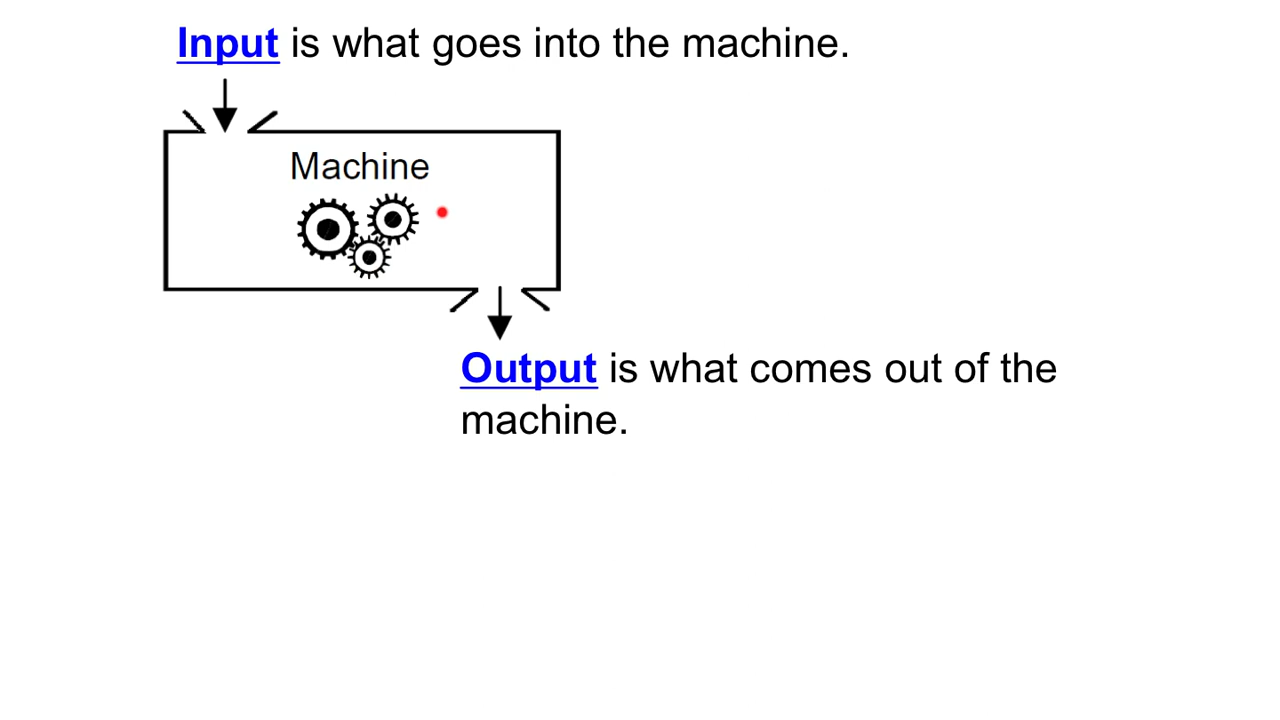 Input is what goes into the machine.
Machine
Output is what comes out of the
machine.